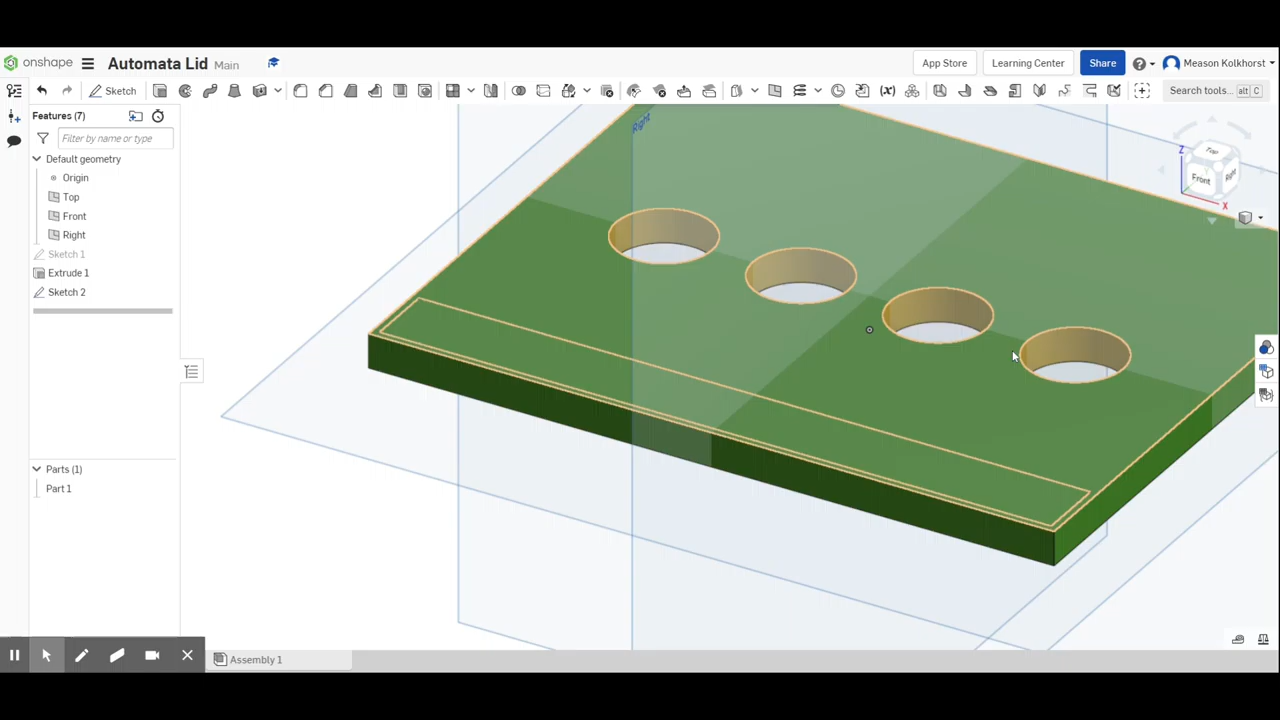 onshape Automata Lid Main App Store Learning Center Share Meason Kolkhorst
Sketch Search tools... alt C
Features (7)
Filter by name or type
Default geometry
Origin
Top
Front
Right
Sketch 1
Extrude 1
Sketch 2
Parts (1)
Part 1
Right
Top
Z
Front
Right
X
Assembly 1